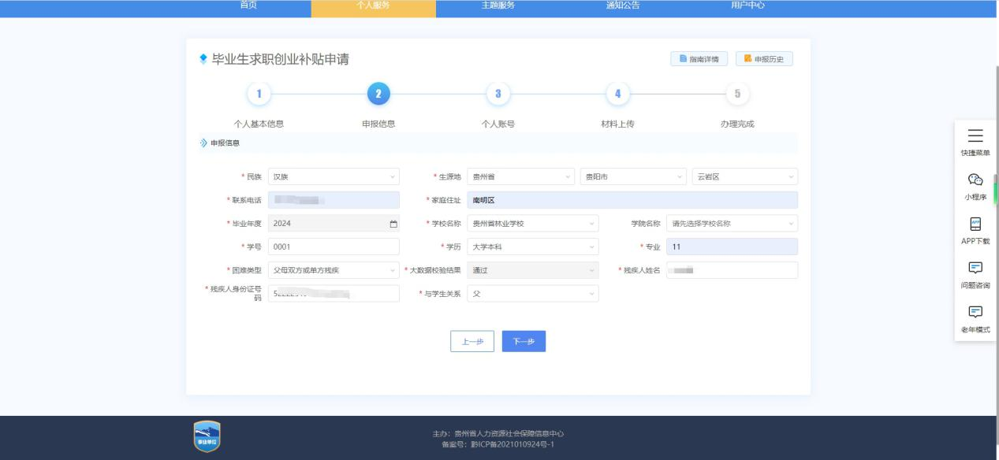 首页 个人服务 主题服务 通知公告 用户中心
毕业生求职创业补贴申请 指南详情 申报历史
1 2 3 4 5
个人基本信息 申报信息 个人账号 材料上传 办理完成
申报信息
* 民族 汉族 * 生源地 贵州省 贵阳市 云岩区
* 联系电话 * 家庭住址 南明区
* 毕业年度 2024 * 学校名称 贵州省林业学校 学院名称 请先选择学校名称
* 学号 0001 * 学历 大学本科 * 专业 11
* 困难类型 父母双方或单方残疾 * 大数据校验结果 通过 * 残疾人姓名
* 残疾人身份证号码 * 与学生关系 父
上一步 下一步
快捷菜单
小程序
APP
APP下载
问题咨询
老年模式
事业单位
主办：贵州省人力资源社会保障信息中心
备案号：黔ICP备2021010924号-1